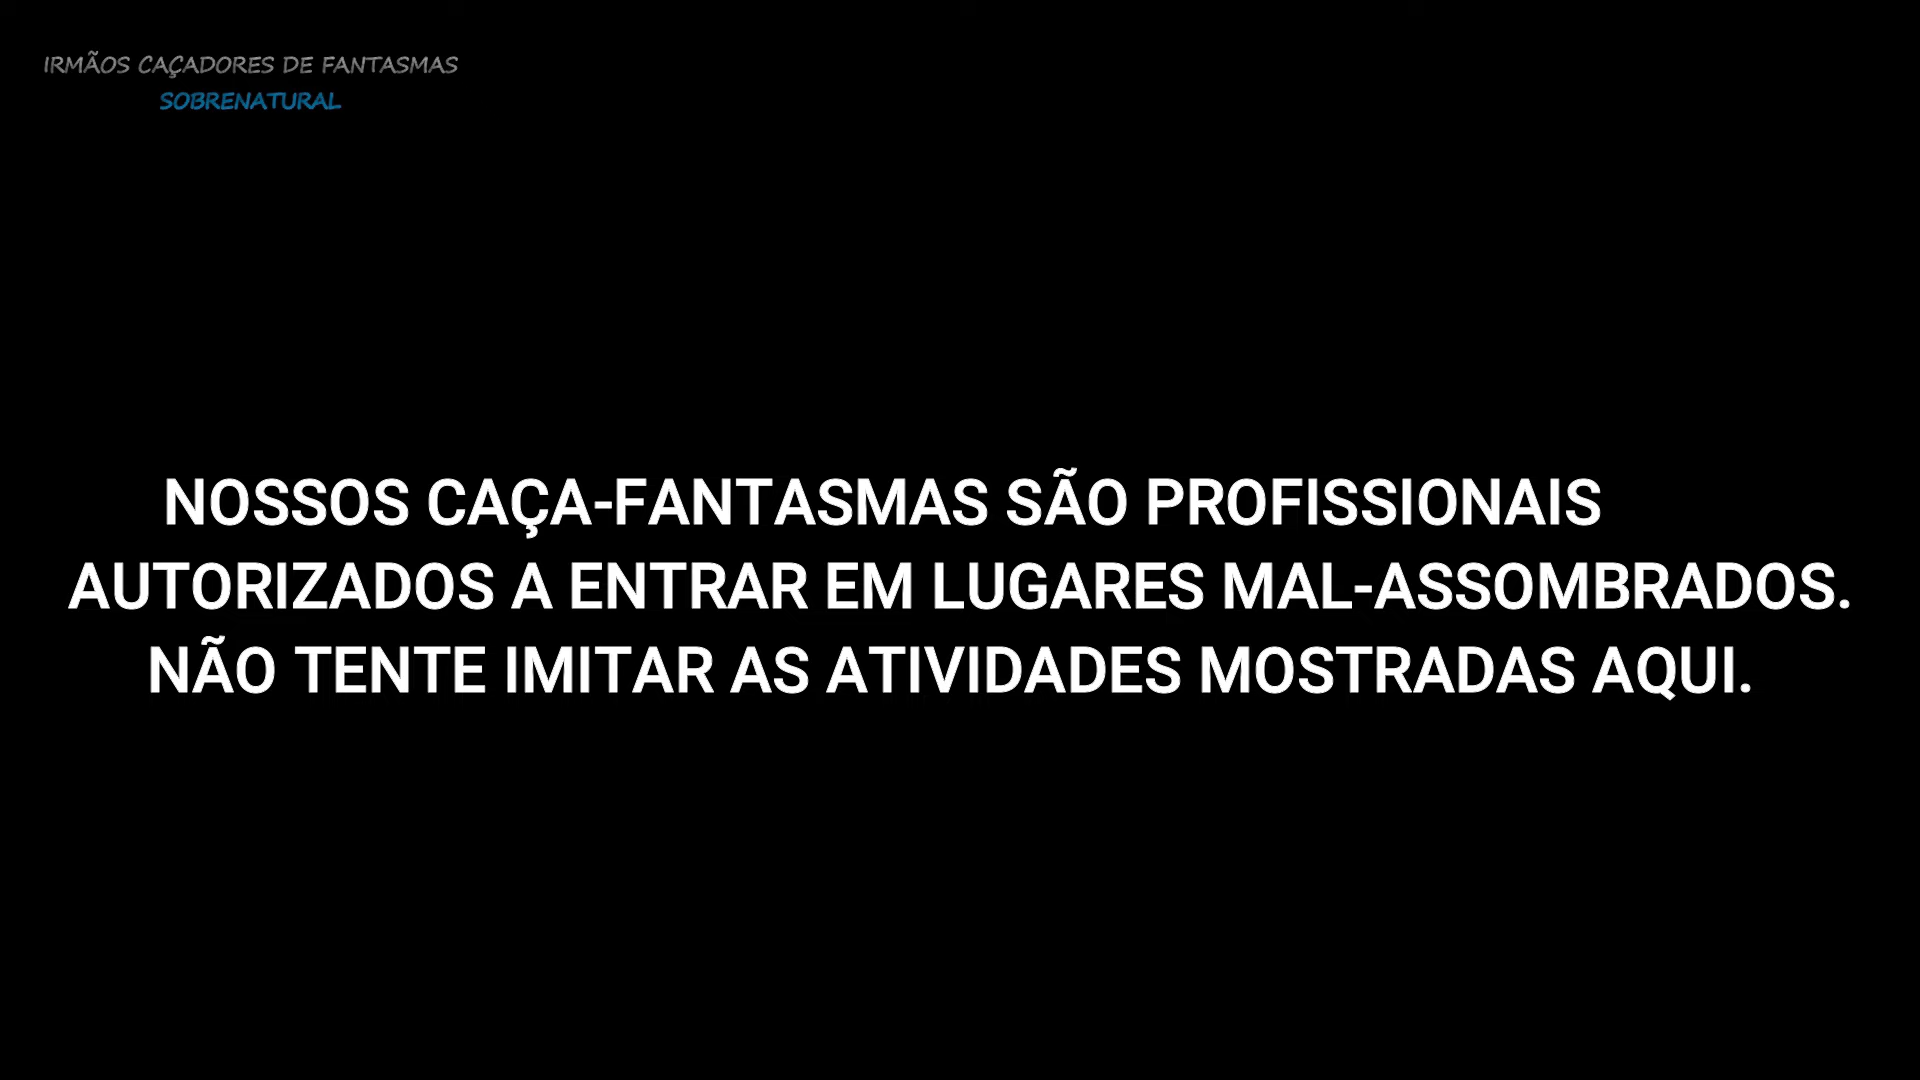 IRMÃOS CAÇADORES DE FANTASMAS
SOBRENATURAL
NOSSOS CAÇA-FANTASMAS SÃO PROFISSIONAIS
AUTORIZADOS A ENTRAR EM LUGARES MAL-ASSOMBRADOS.
NÃO TENTE IMITAR AS ATIVIDADES MOSTRADAS AQUI.